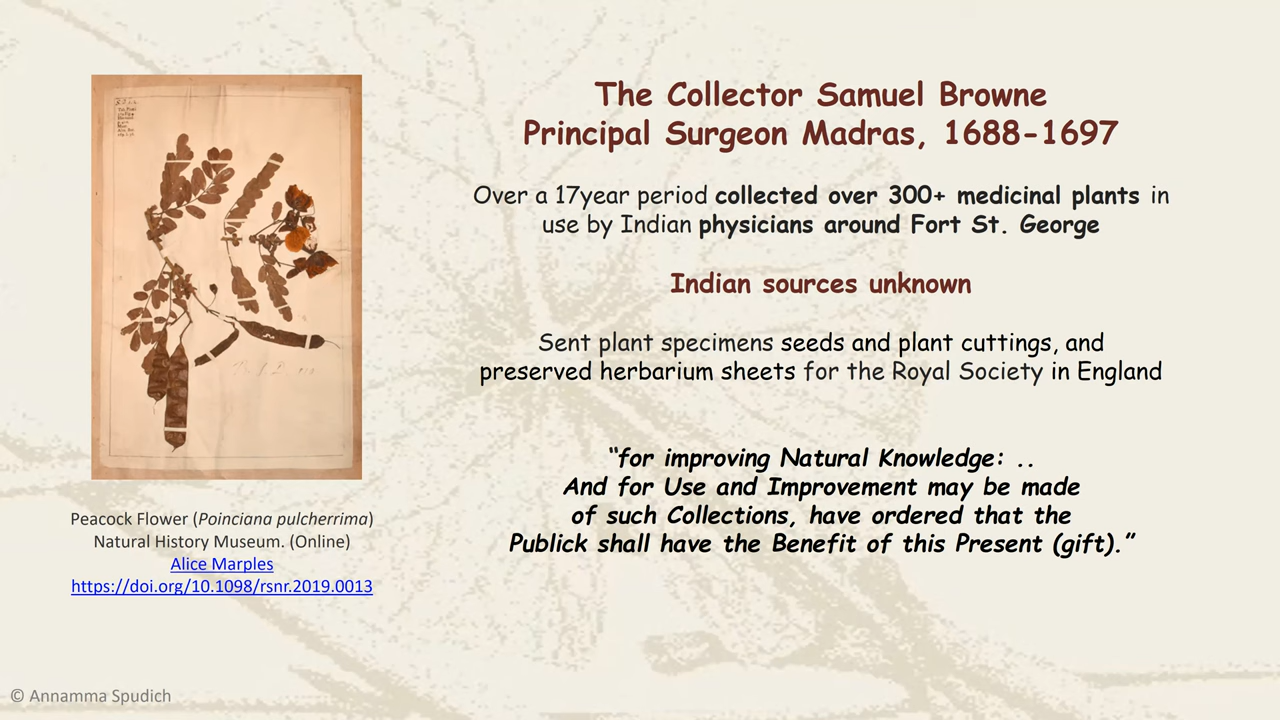 The Collector Samuel Browne
Principal Surgeon Madras, 1688-1697
Over a 17year period collected over 300+ medicinal plants in
use by Indian physicians around Fort St. George
Indian sources unknown
Sent plant specimens seeds and plant cuttings, and
preserved herbarium sheets for the Royal Society in England
“for improving Natural Knowledge: ..
And for Use and Improvement may be made
of such Collections, have ordered that the
Publick shall have the Benefit of this Present (gift).”
Peacock Flower (Poinciana pulcherrima)
Natural History Museum. (Online)
Alice Marples
https://doi.org/10.1098/rsnr.2019.0013
© Annamma Spudich